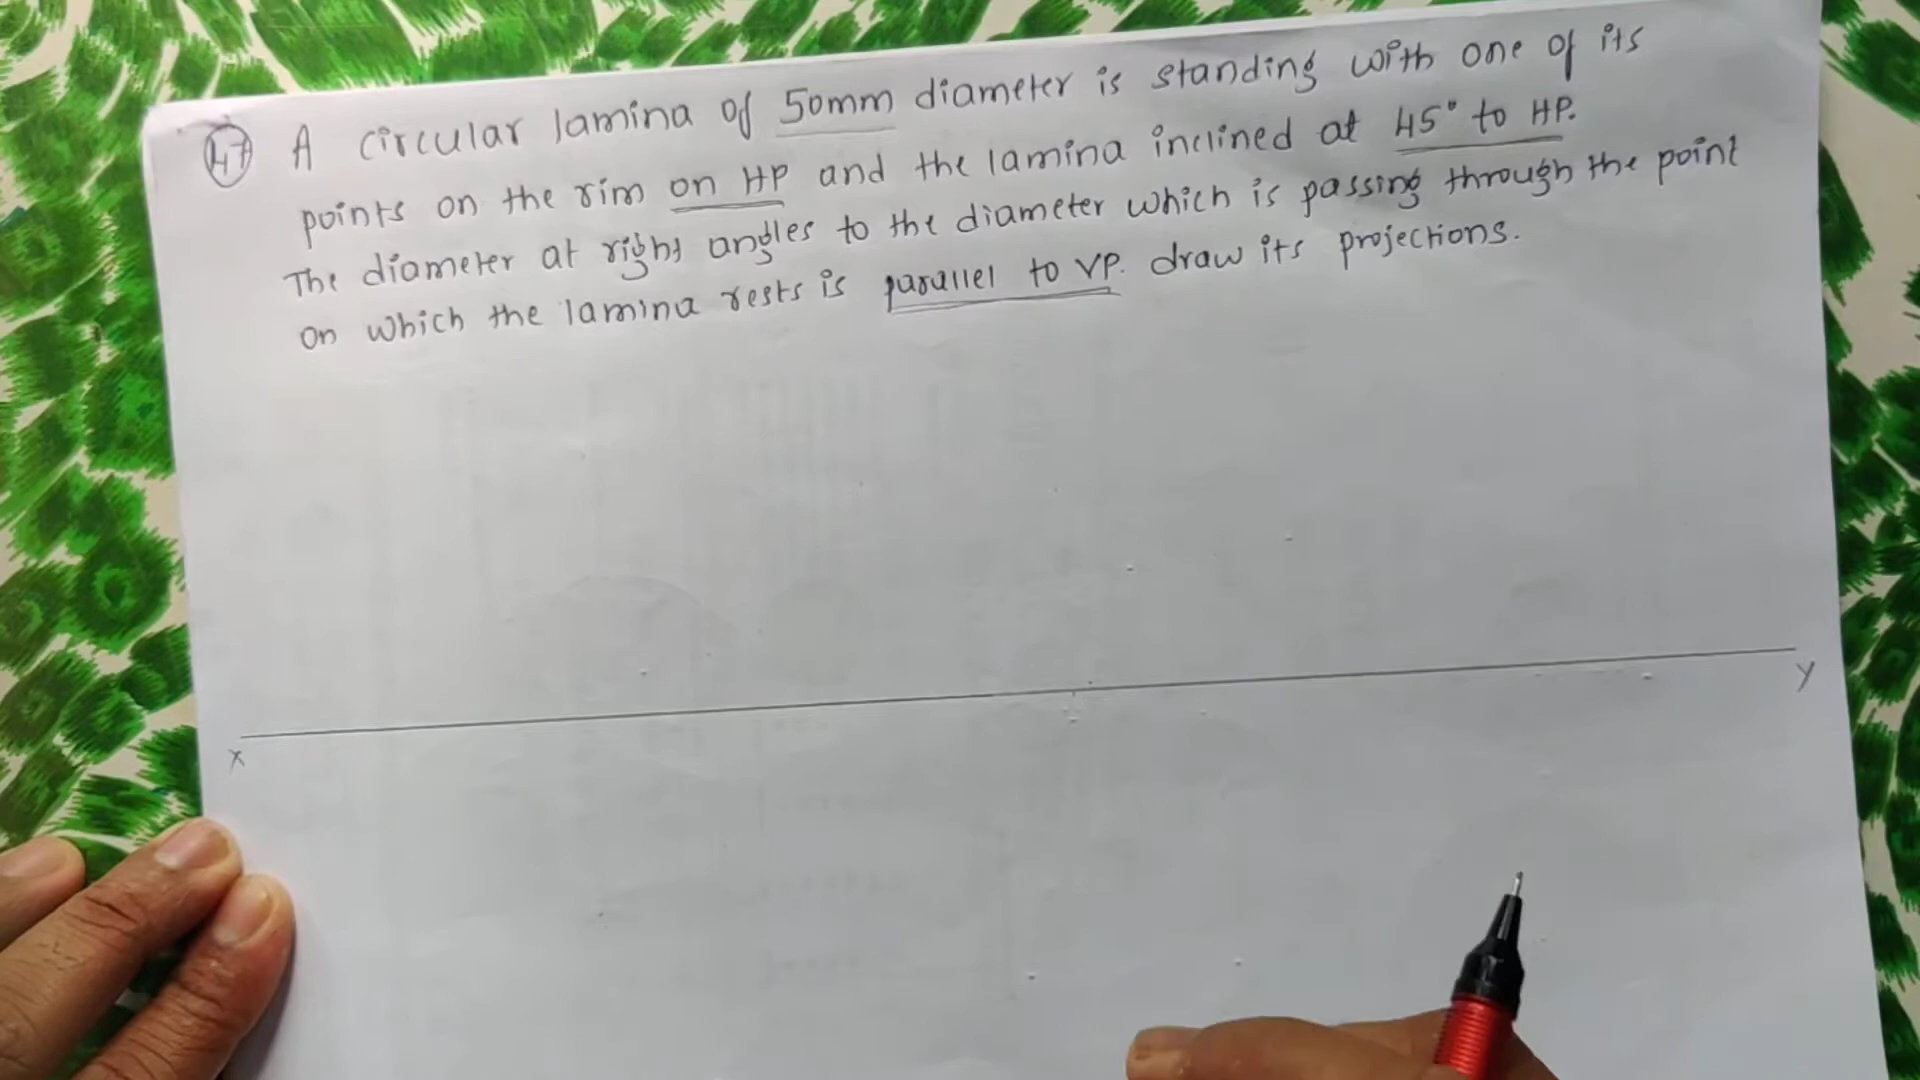 47 A circular lamina of 50mm diameter is standing with one of its
points on the rim on HP and the lamina inclined at 45° to HP.
The diameter at right angles to the diameter which is passing through the point
on which the lamina rests is parallel to VP. draw its projections.
x
y